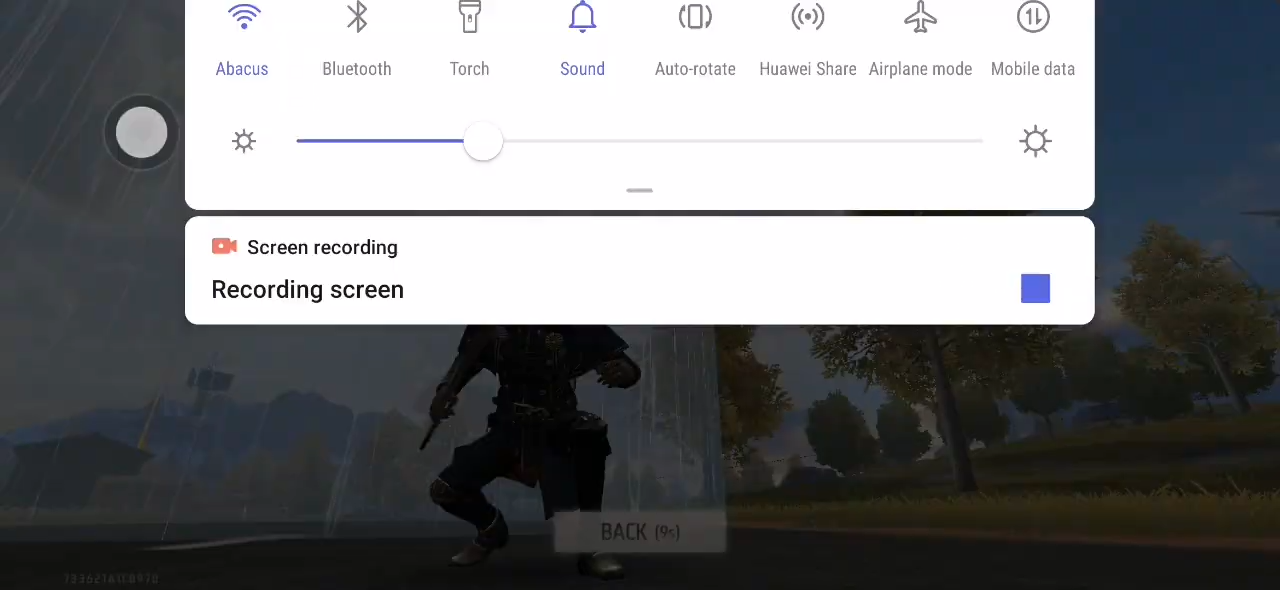 Abacus Bluetooth Torch Sound Auto-rotate Huawei Share Airplane mode Mobile data
Screen recording
Recording screen
BACK (9s)